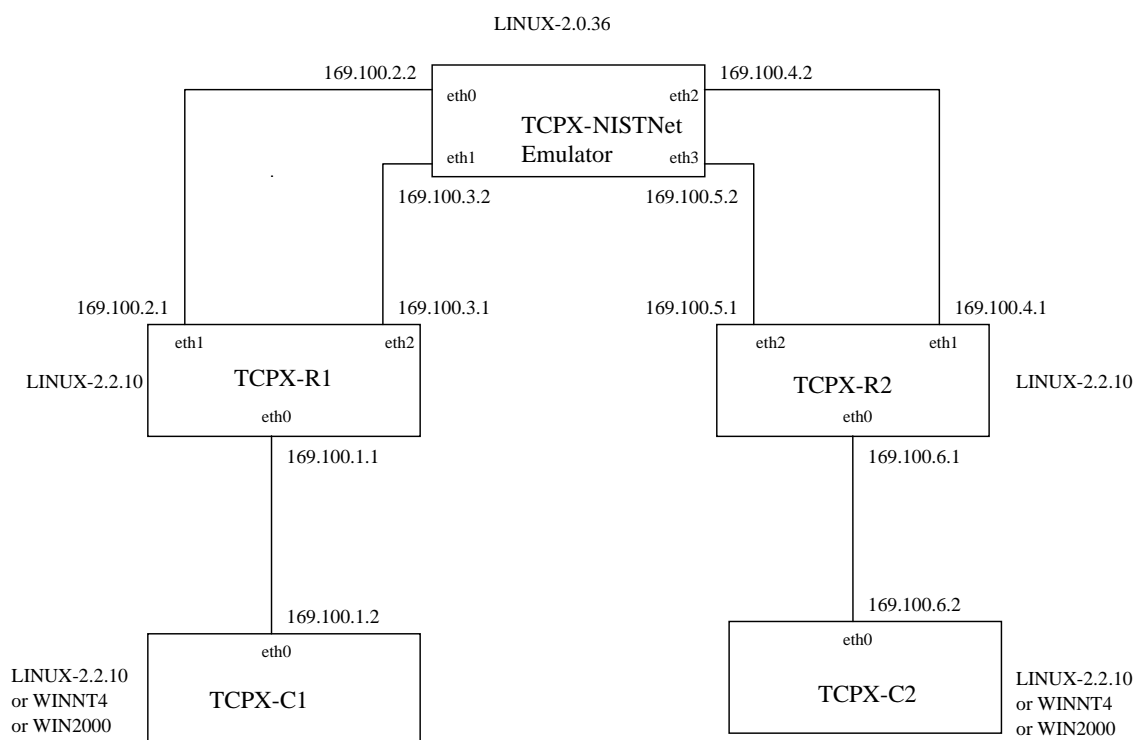 LINUX-2.0.36
169.100.2.2
169.100.4.2
eth0
eth2
TCPX-NISTNet
Emulator
eth1
eth3
169.100.3.2
169.100.5.2
169.100.2.1
169.100.3.1
169.100.5.1
169.100.4.1
eth1
eth2
eth2
eth1
LINUX-2.2.10
TCPX-R1
TCPX-R2
LINUX-2.2.10
eth0
eth0
169.100.1.1
169.100.6.1
169.100.1.2
169.100.6.2
eth0
eth0
LINUX-2.2.10
or WINNT4
or WIN2000
TCPX-C1
TCPX-C2
LINUX-2.2.10
or WINNT4
or WIN2000